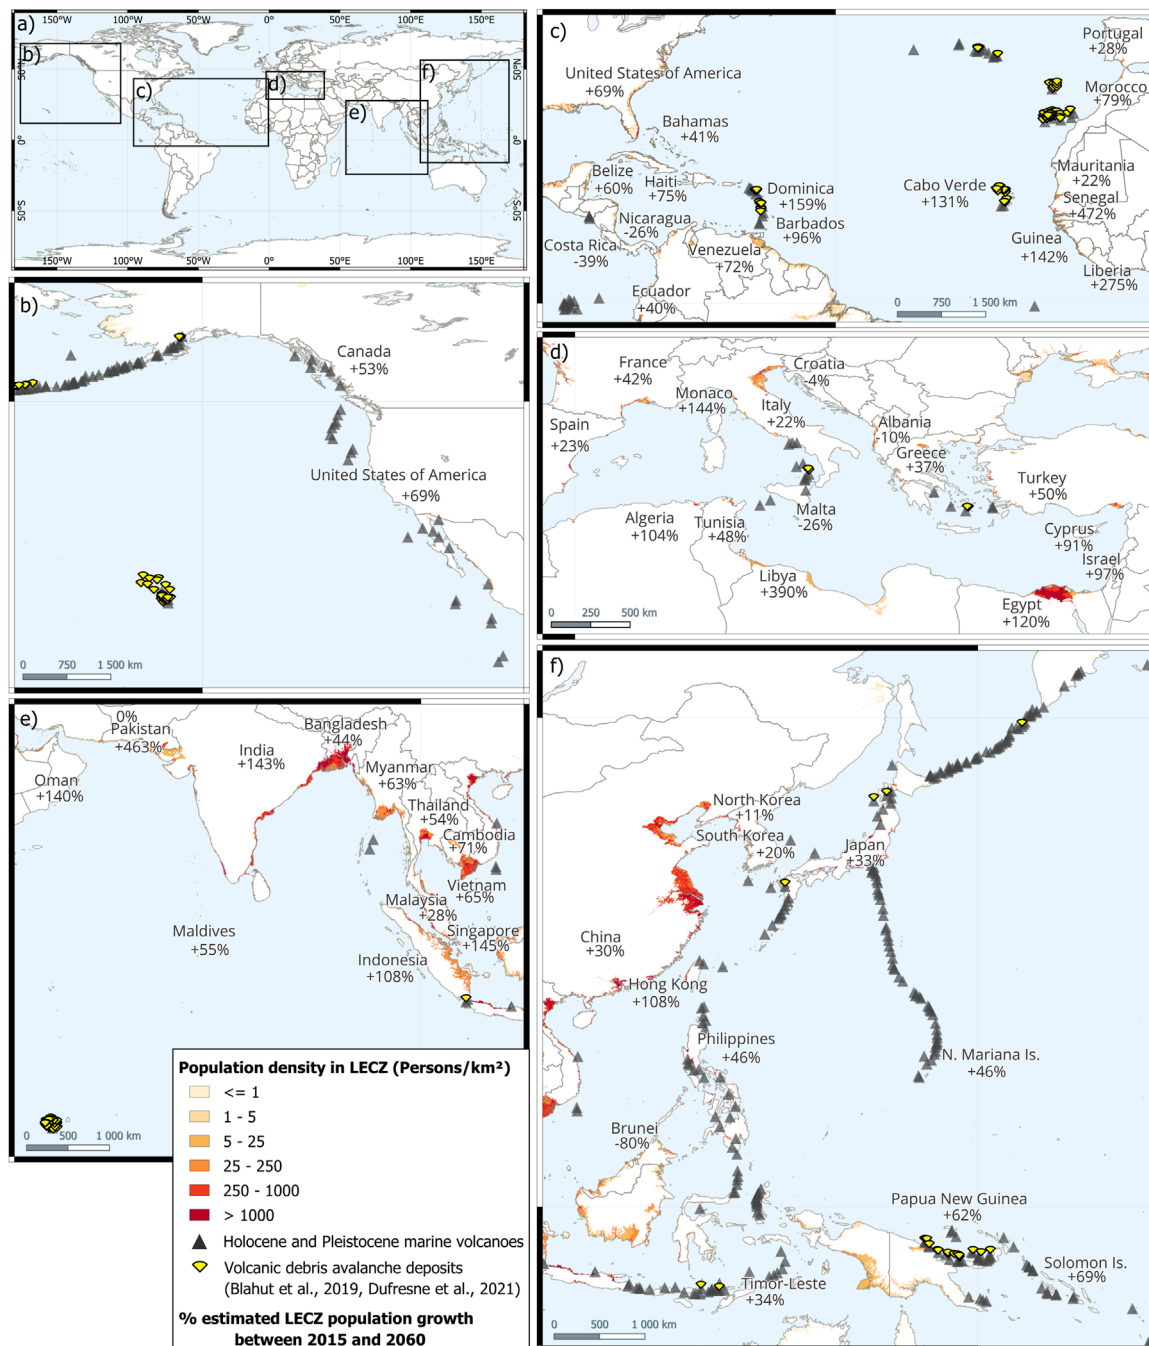 a)
150°W 100°W 50°W 0° 50°E 100°E 150°E
50°N
0°
50°S
50°N
0°
50°S
b)
c)
d)
e)
f)
150°W 100°W 50°W 0° 50°E 100°E 150°E
b)
Canada
+53%
United States of America
+69%
0 750 1 500 km
c)
Portugal
+28%
United States of America
+69%
Morocco
+79%
Bahamas
+41%
Belize
+60%
Haiti
+75%
Dominica
+159%
Cabo Verde
+131%
Mauritania
+22%
Senegal
+472%
Nicaragua
-26%
Barbados
+96%
Costa Rica
-39%
Venezuela
+72%
Guinea
+142%
Liberia
+275%
Ecuador
+40%
0 750 1 500 km
d)
France
+42%
Croatia
-4%
Monaco
+144%
Italy
+22%
Spain
+23%
Albania
-10%
Greece
+37%
Turkey
+50%
Malta
-26%
Algeria
+104%
Tunisia
+48%
Cyprus
+91%
Israel
+97%
Libya
+390%
Egypt
+120%
0 250 500 km
e)
0%
Pakistan
+463%
Bangladesh
+44%
India
+143%
Myanmar
+63%
Oman
+140%
Thailand
+54%
Cambodia
+71%
Vietnam
+65%
Malaysia
+28%
Maldives
+55%
Singapore
+145%
Indonesia
+108%
0 500 1 000 km
f)
North Korea
+11%
South Korea
+20%
Japan
+33%
China
+30%
Hong Kong
+108%
Philippines
+46%
N. Mariana Is.
+46%
Brunei
-80%
Papua New Guinea
+62%
Solomon Is.
+69%
Timor-Leste
+34%
0 500 1 000 km
Population density in LECZ (Persons/km²)
<= 1
1 - 5
5 - 25
25 - 250
250 - 1000
> 1000
Holocene and Pleistocene marine volcanoes
Volcanic debris avalanche deposits
(Blahut et al., 2019, Dufresne et al., 2021)
% estimated LECZ population growth
between 2015 and 2060